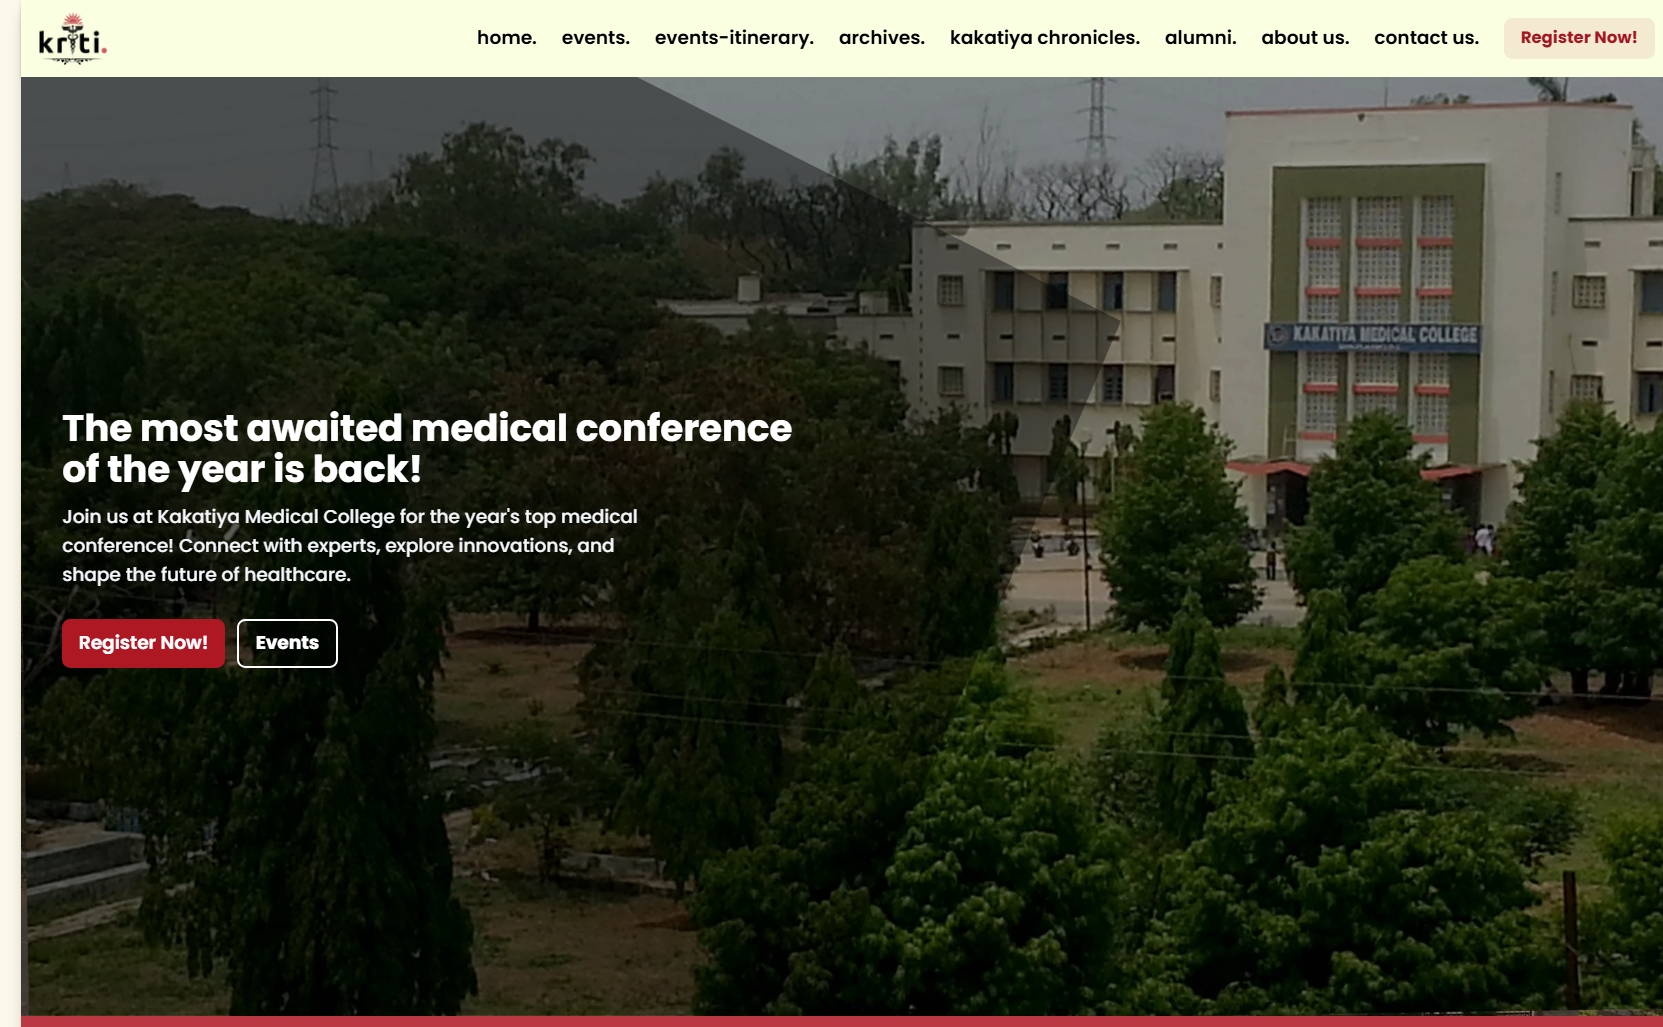 kriti.
home. events. events-itinerary. archives. kakatiya chronicles. alumni. about us. contact us. Register Now!
KAKATIYA MEDICAL COLLEGE
The most awaited medical conference
of the year is back!
Join us at Kakatiya Medical College for the year's top medical
conference! Connect with experts, explore innovations, and
shape the future of healthcare.
Register Now! Events